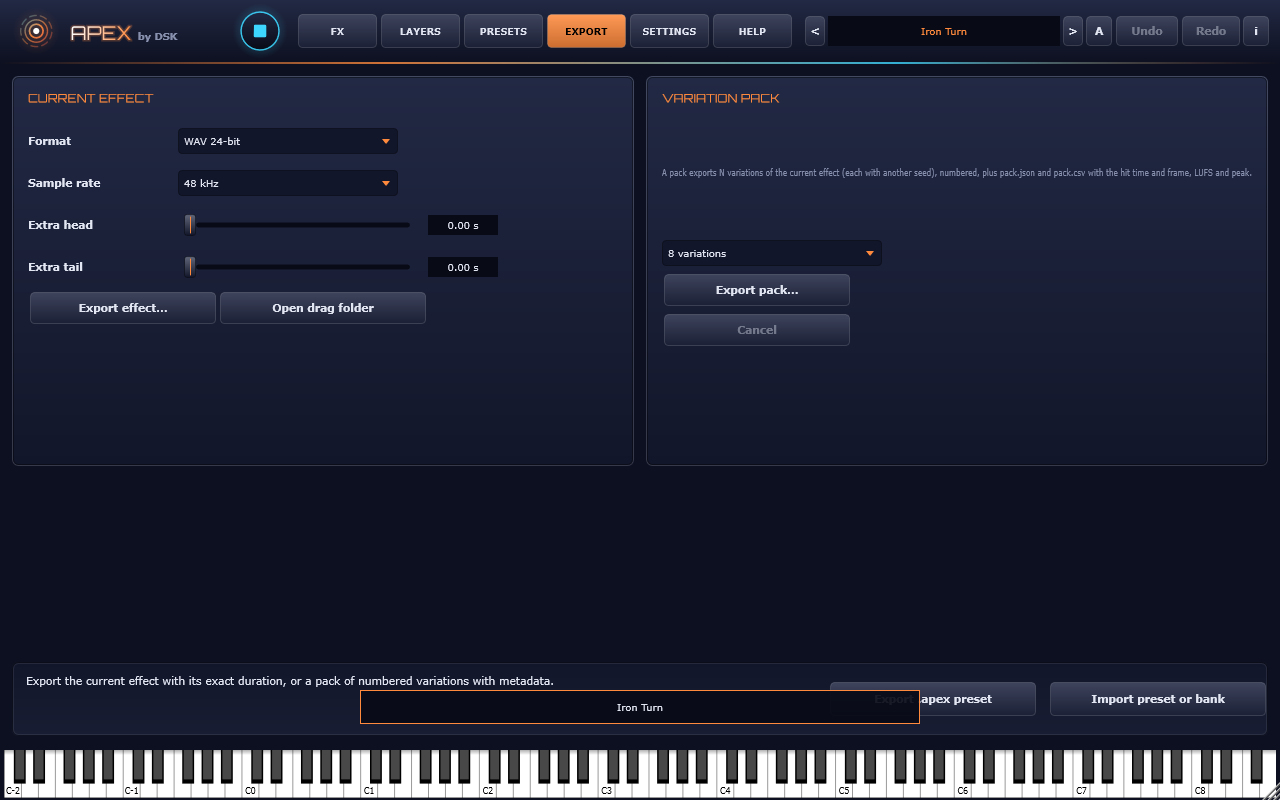 APEX by DSK
FX
LAYERS
PRESETS
EXPORT
SETTINGS
HELP
<
Iron Turn
>
A
Undo
Redo
i
CURRENT EFFECT
Format
WAV 24-bit
Sample rate
48 kHz
Extra head
0.00 s
Extra tail
0.00 s
Export effect...
Open drag folder
VARIATION PACK
A pack exports N variations of the current effect (each with another seed), numbered, plus pack.json and pack.csv with the hit time and frame, LUFS and peak.
8 variations
Export pack...
Cancel
Export the current effect with its exact duration, or a pack of numbered variations with metadata.
Iron Turn
Export .apex preset
Import preset or bank
C-2
C-1
C0
C1
C2
C3
C4
C5
C6
C7
C8